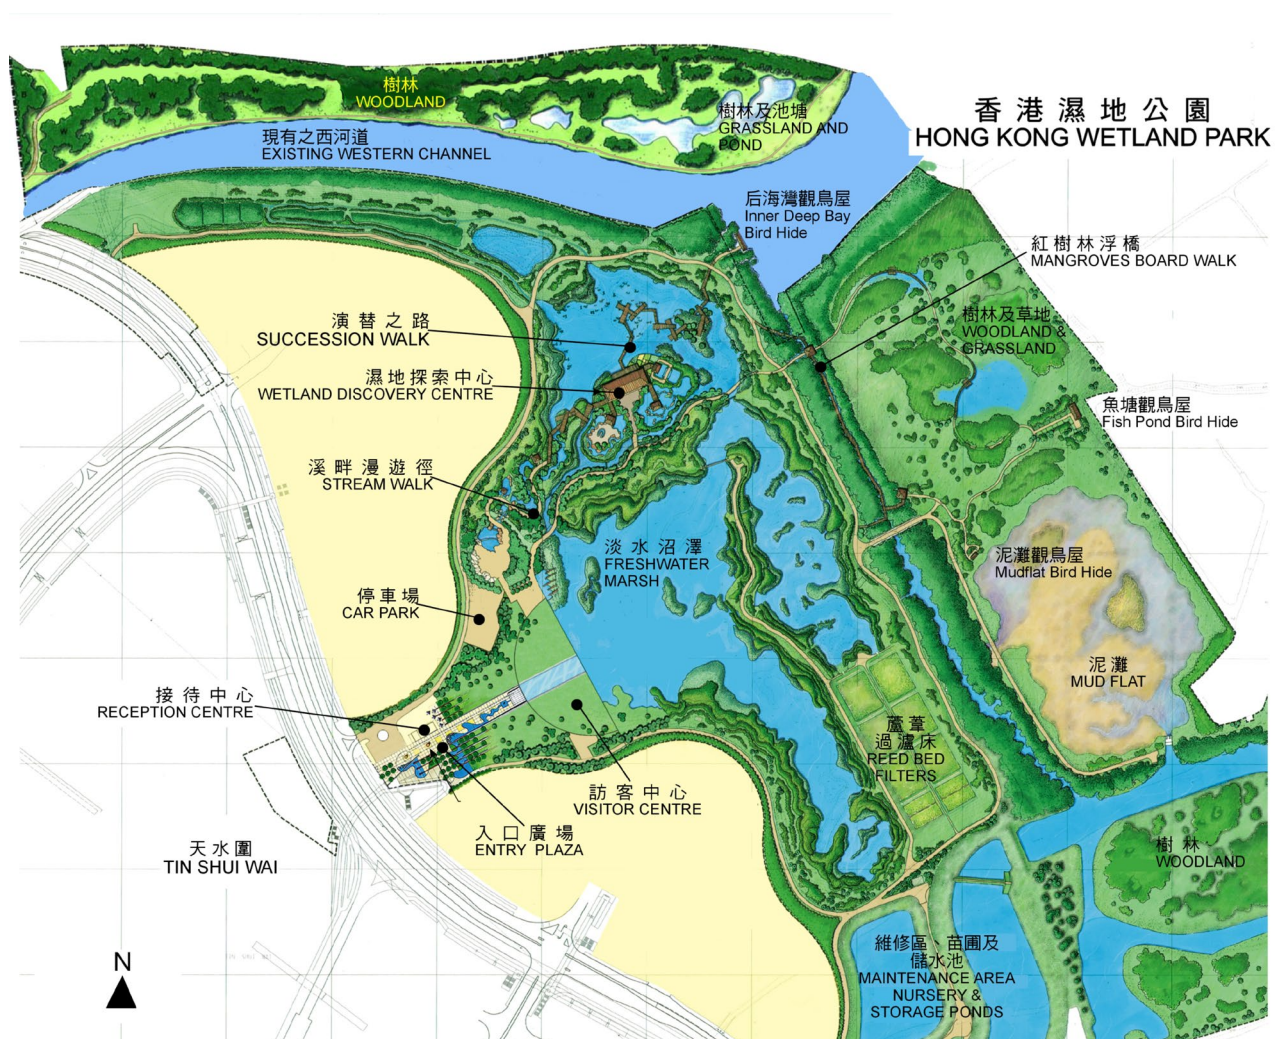 樹林
WOODLAND
樹林及池塘
GRASSLAND AND
POND
香港濕地公園
HONG KONG WETLAND PARK
現有之西河道
EXISTING WESTERN CHANNEL
后海灣觀鳥屋
Inner Deep Bay
Bird Hide
紅樹林浮橋
MANGROVES BOARD WALK
演替之路
SUCCESSION WALK
樹林及草地
WOODLAND &
GRASSLAND
濕地探索中心
WETLAND DISCOVERY CENTRE
魚塘觀鳥屋
Fish Pond Bird Hide
溪畔漫遊徑
STREAM WALK
淡水沼澤
FRESHWATER
MARSH
泥灘觀鳥屋
Mudflat Bird Hide
停車場
CAR PARK
泥灘
MUD FLAT
接待中心
RECEPTION CENTRE
蘆葦
過濾床
REED BED
FILTERS
訪客中心
VISITOR CENTRE
入口廣場
ENTRY PLAZA
天水圍
TIN SHUI WAI
樹林
WOODLAND
維修區、苗圃及
儲水池
MAINTENANCE AREA
NURSERY &
STORAGE PONDS
N